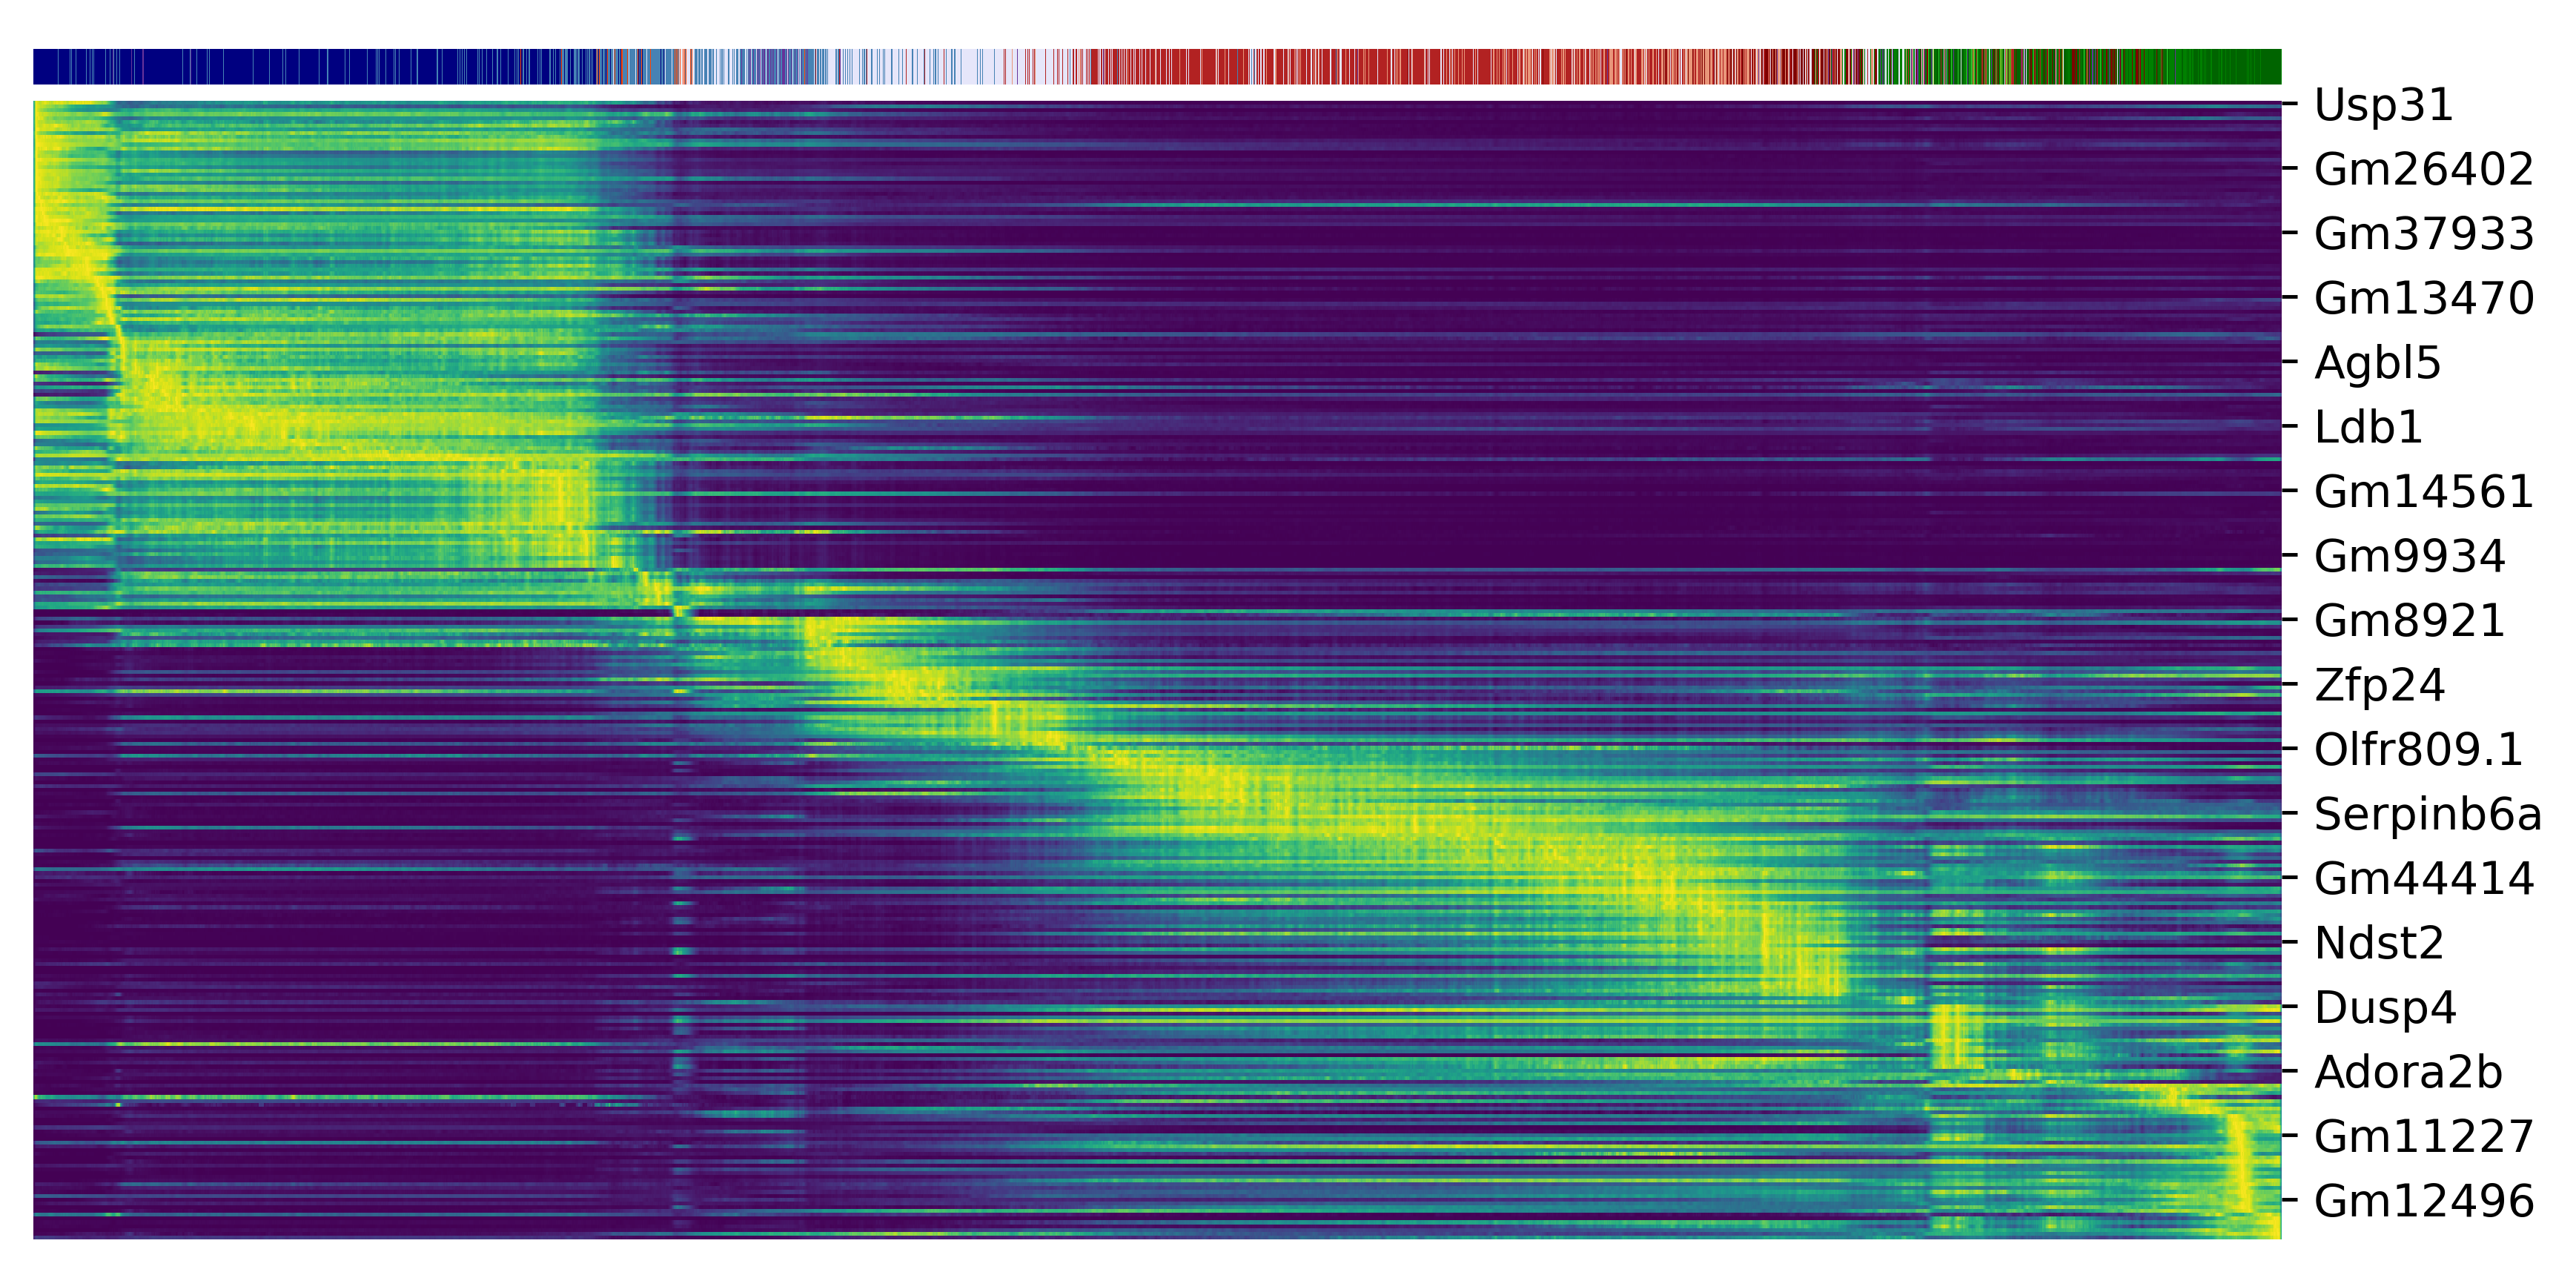 Usp31
Gm26402
Gm37933
Gm13470
Agbl5
Ldb1
Gm14561
Gm9934
Gm8921
Zfp24
Olfr809.1
Serpinb6a
Gm44414
Ndst2
Dusp4
Adora2b
Gm11227
Gm12496